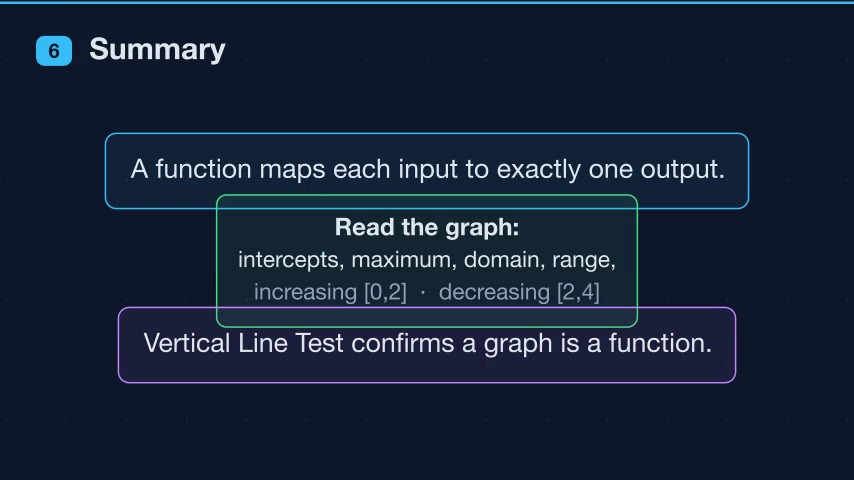 6 Summary
A function maps each input to exactly one output.
Read the graph:
intercepts, maximum, domain, range,
increasing [0,2] · decreasing [2,4]
Vertical Line Test confirms a graph is a function.